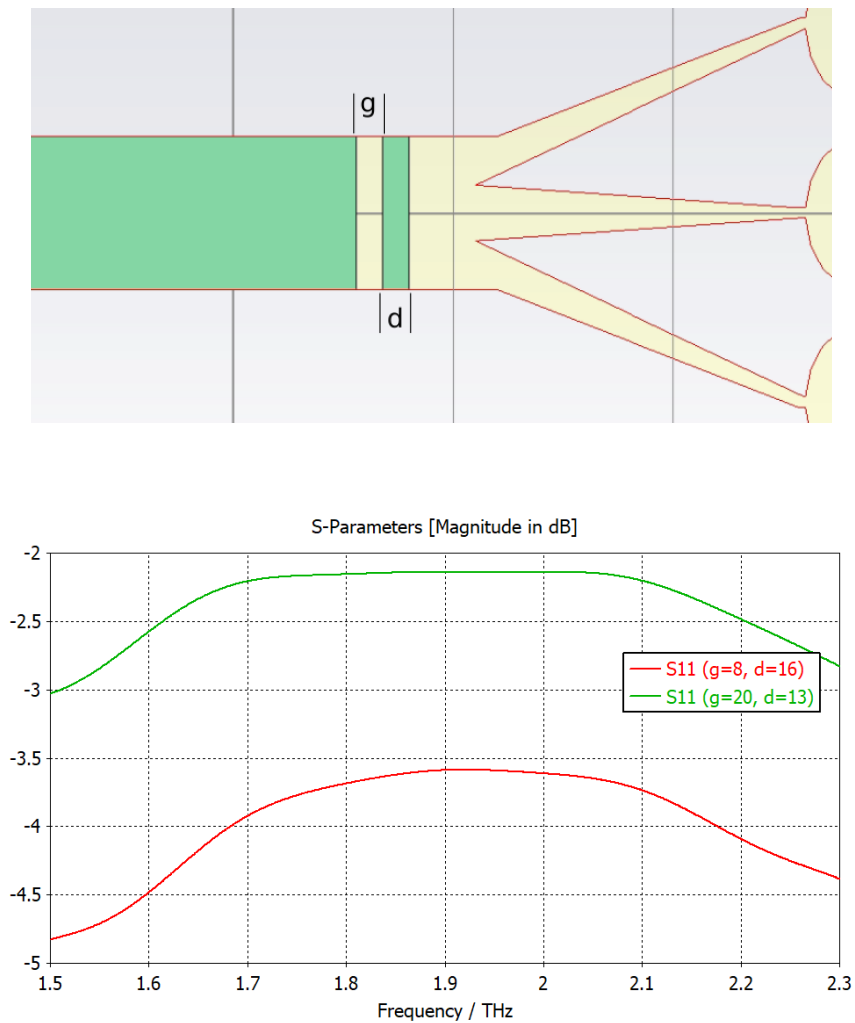 g
d
S-Parameters [Magnitude in dB]
-2
-2.5
-3
-3.5
-4
-4.5
-5
S11 (g=8, d=16)
S11 (g=20, d=13)
1.5 1.6 1.7 1.8 1.9 2 2.1 2.2 2.3
Frequency / THz